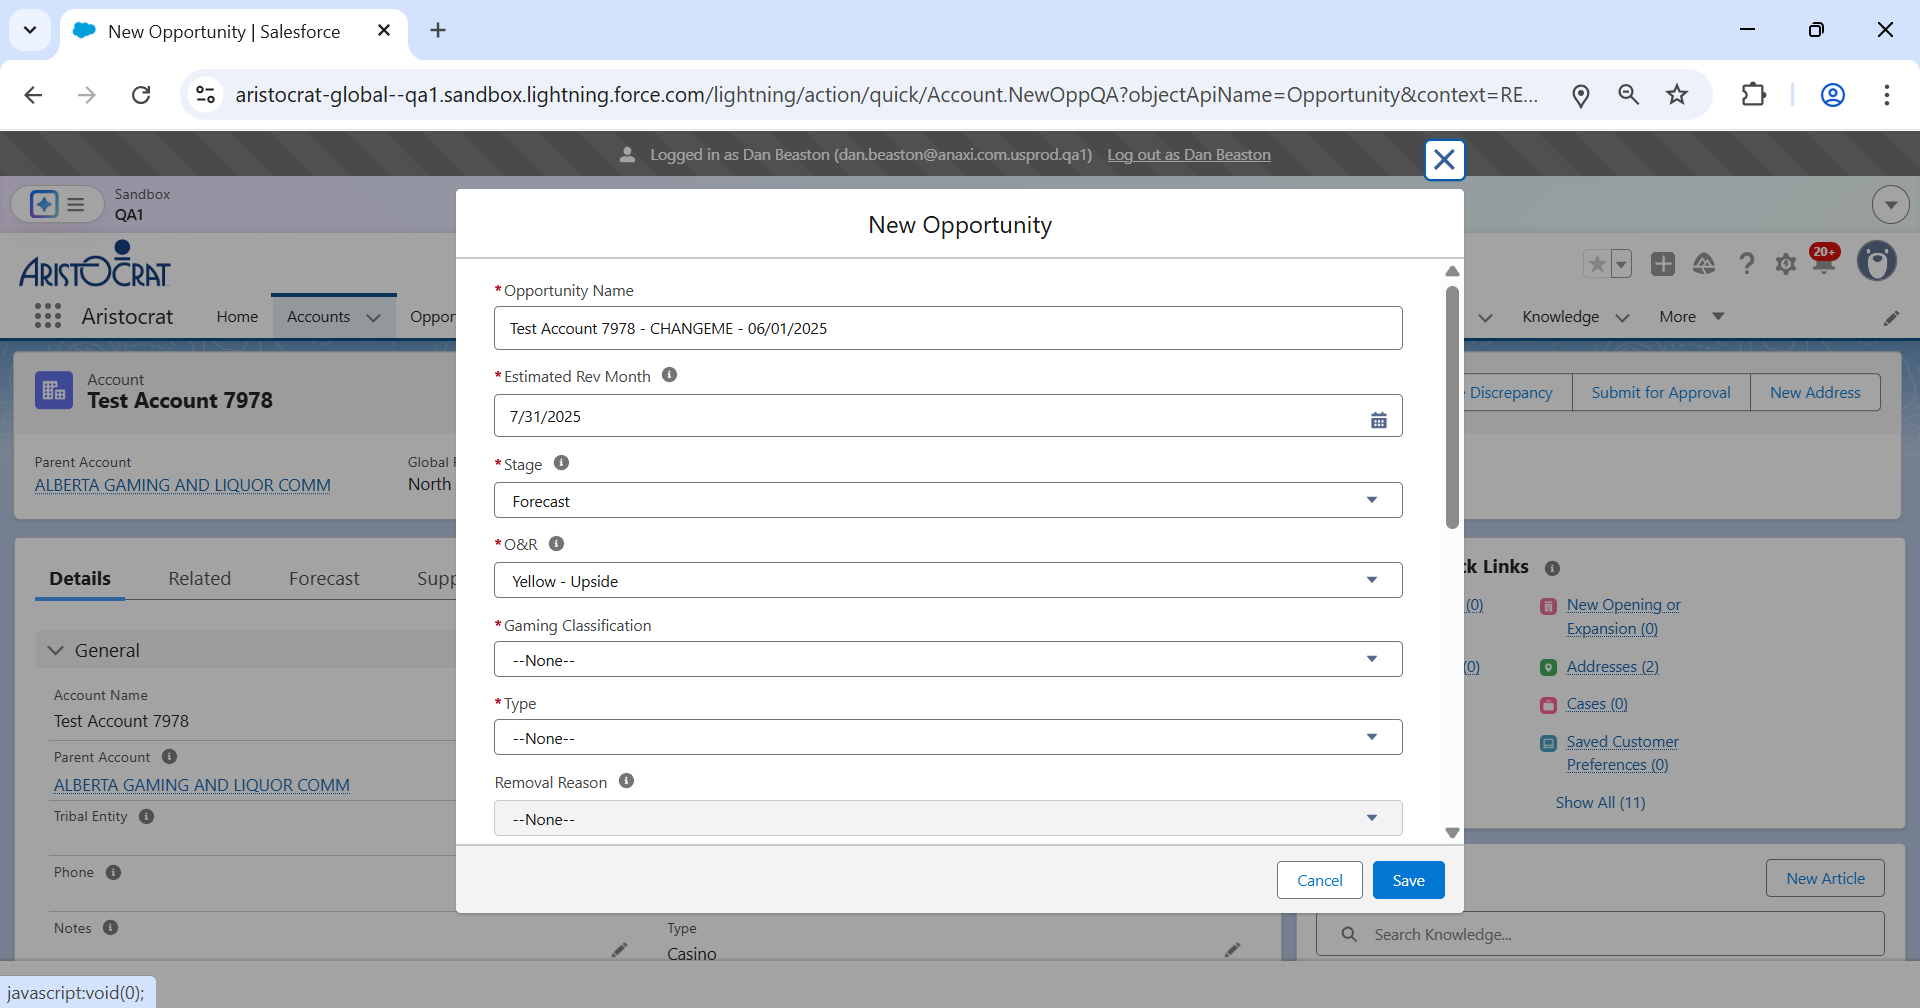 New Opportunity | Salesforce
aristocrat-global--qa1.sandbox.lightning.force.com/lightning/action/quick/Account.NewOppQA?objectApiName=Opportunity&context=RE...
Logged in as Dan Beaston (dan.beaston@anaxi.com.usprod.qa1) Log out as Dan Beaston
Sandbox
QA1
ARISTOCRAT
20+
Aristocrat
Home
Accounts
Oppor
Knowledge
More
Account
Test Account 7978
Discrepancy
Submit for Approval
New Address
Parent Account
ALBERTA GAMING AND LIQUOR COMM
Global
North
Details
Related
Forecast
Supp
General
Account Name
Test Account 7978
Parent Account
ALBERTA GAMING AND LIQUOR COMM
Tribal Entity
Phone
Notes
Type
Casino
New Opportunity
*Opportunity Name
Test Account 7978 - CHANGEME - 06/01/2025
*Estimated Rev Month
7/31/2025
*Stage
Forecast
*O&R
Yellow - Upside
*Gaming Classification
--None--
*Type
--None--
Removal Reason
--None--
Cancel
Save
ck Links
(0)
(0)
New Opening or
Expansion (0)
Addresses (2)
Cases (0)
Saved Customer
Preferences (0)
Show All (11)
New Article
Search Knowledge...
javascript:void(0);